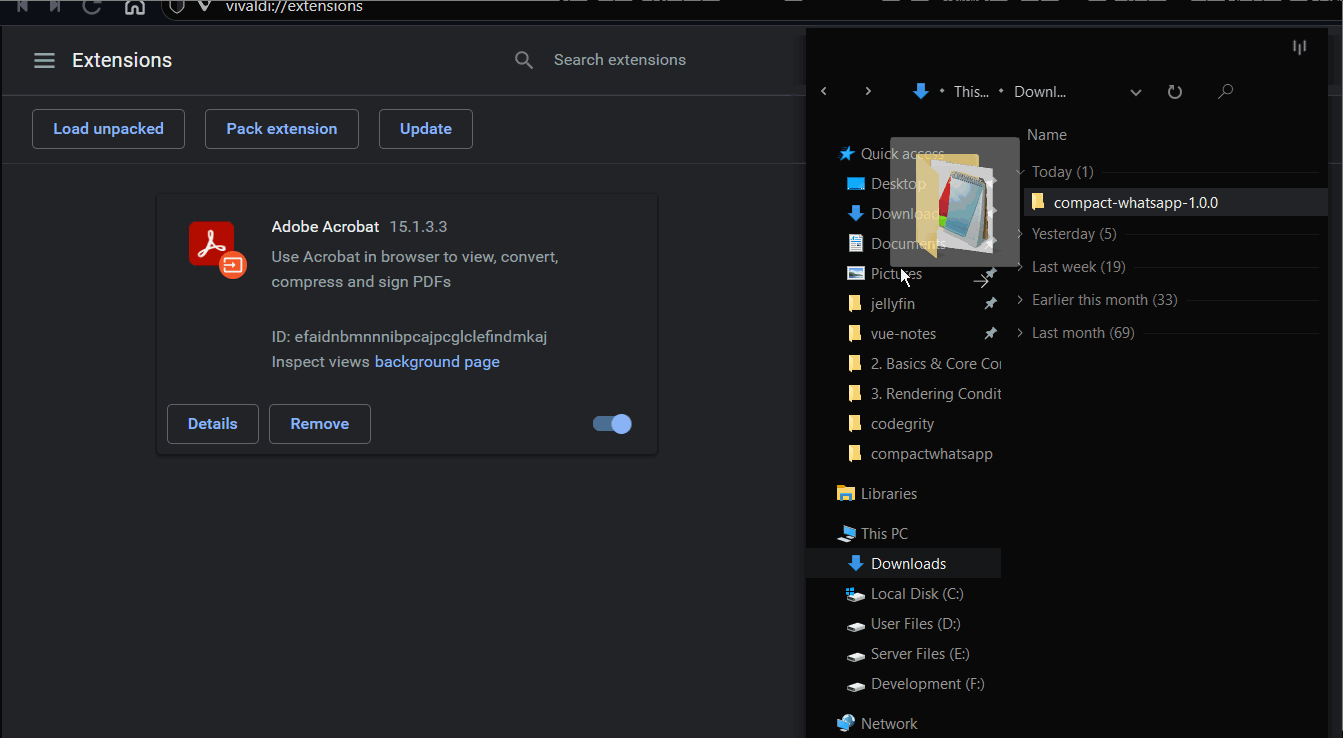 vivaldi://extensions
Extensions
Search extensions
Load unpacked
Pack extension
Update
Adobe Acrobat 15.1.3.3
Use Acrobat in browser to view, convert,
compress and sign PDFs
ID: efaidnbmnnnibpcajpcglclefindmkaj
Inspect views background page
Details
Remove
This...
Downl...
Quick access
Desktop
Downloads
Documents
Pictures
jellyfin
vue-notes
2. Basics & Core Cor
3. Rendering Condit
codegrity
compactwhatsapp
Libraries
This PC
Downloads
Local Disk (C:)
User Files (D:)
Server Files (E:)
Development (F:)
Network
Name
Today (1)
compact-whatsapp-1.0.0
Yesterday (5)
Last week (19)
Earlier this month (33)
Last month (69)